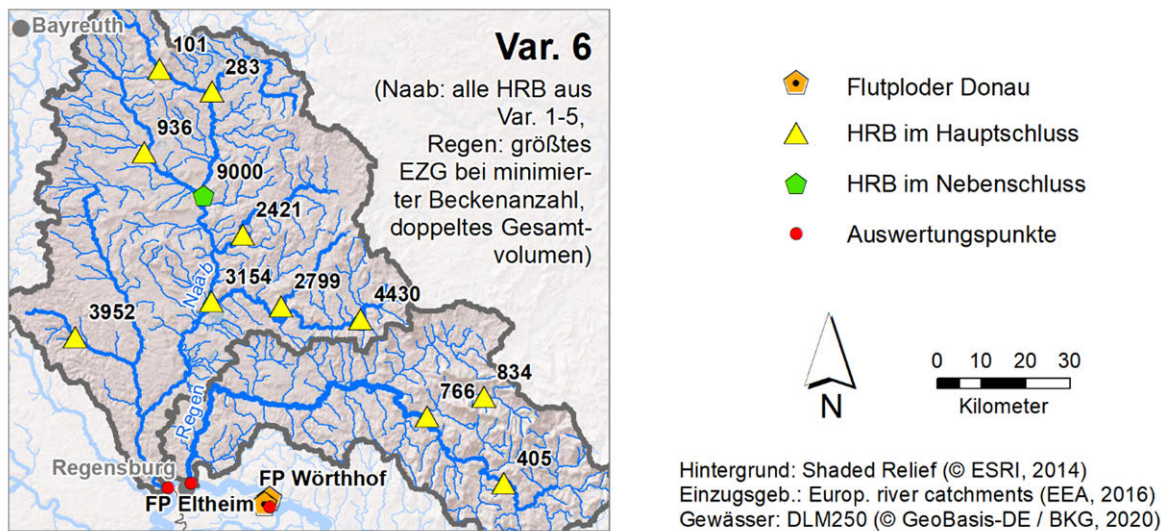 Bayreuth
Var. 6
(Naab: alle HRB aus
Var. 1-5,
Regen: größtes
EZG bei minimier-
ter Beckenanzahl,
doppeltes Gesamt-
volumen)
101
283
936
9000
2421
Naab
3154
2799
4430
3952
834
766
Regen
405
Regensburg
FP Wörthhof
FP Eltheim
Flutploder Donau
HRB im Hauptschluss
HRB im Nebenschluss
Auswertungspunkte
N
0 10 20 30
Kilometer
Hintergrund: Shaded Relief (© ESRI, 2014)
Einzugsgeb.: Europ. river catchments (EEA, 2016)
Gewässer: DLM250 (© GeoBasis-DE / BKG, 2020)